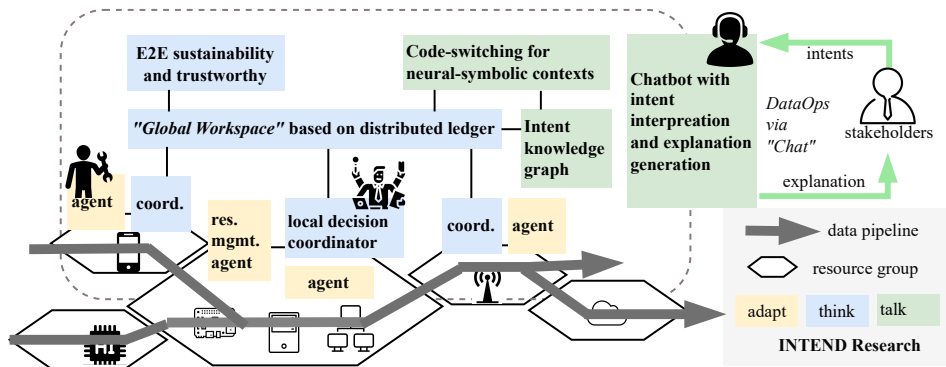 E2E sustainability
and trustworthy
Code-switching for
neural-symbolic contexts
"Global Workspace" based on distributed ledger
Intent
knowledge
graph
Chatbot with
intent
interpreation
and explanation
generation
intents
DataOps
via
"Chat"
stakeholders
explanation
agent
coord.
res.
mgmt.
agent
local decision
coordinator
agent
coord.
agent
data pipeline
resource group
adapt
think
talk
INTEND Research